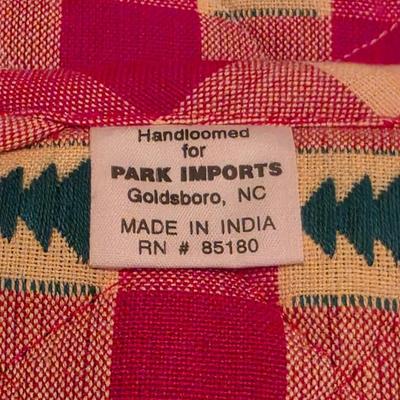 Handloomed
for
PARK IMPORTS
Goldsboro, NC
MADE IN INDIA
RN # 85180